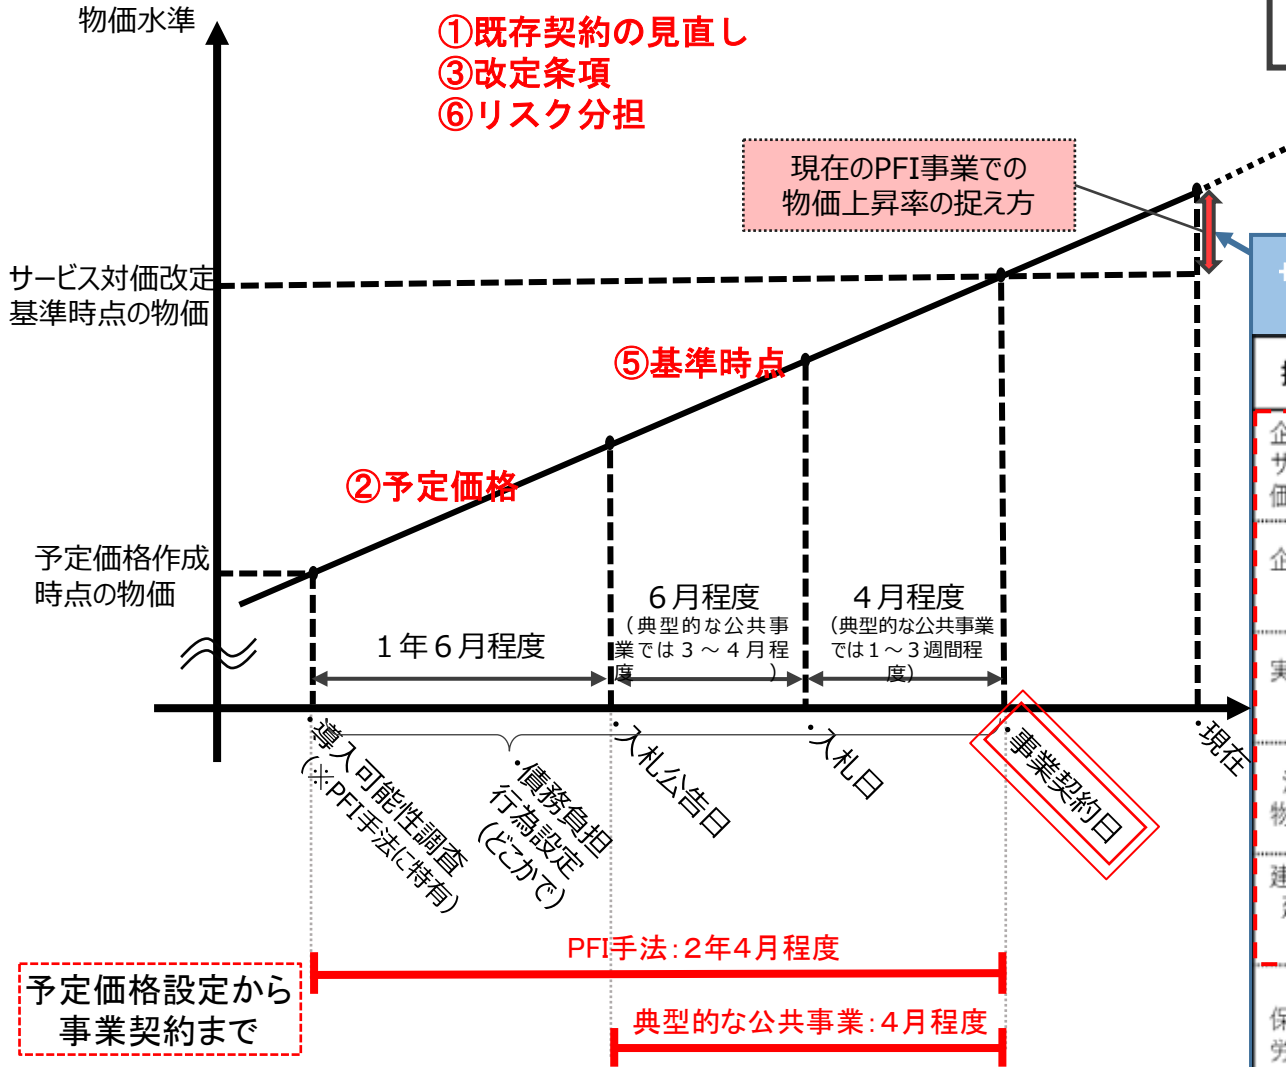 物価水準
①既存契約の見直し
③改定条項
⑥リスク分担
現在のPFI事業での
物価上昇率の捉え方
サービス対価改定
基準時点の物価
⑤基準時点
②予定価格
予定価格作成
時点の物価
1年6月程度
6月程度
（典型的な公共事
業では3～4月程
度）
4月程度
（典型的な公共事業
では1～3週間程
度）
・導入可能性調査
（※PFI手法に特有）
・債務負担
行為設定
（どこかで）
・入札公告日
・入札日
・事業契約日
・現在
PFI手法：2年4月程度
予定価格設定から
事業契約まで
典型的な公共事業：4月程度
企
サ
価
企
実
物
建
保
労